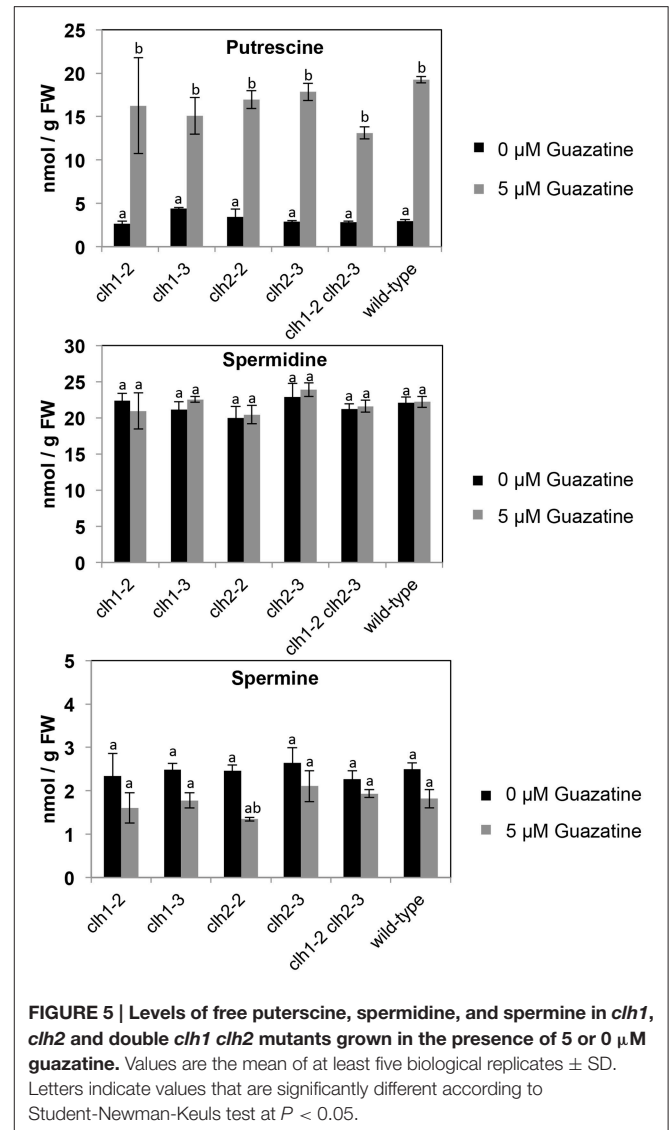 Putrescine
nmol / g FW
25
20
15
10
5
0
b
b
b
b
b
b
a
a
a
a
a
a
clh1-2
clh1-3
clh2-2
clh2-3
clh1-2 clh2-3
wild-type
0 µM Guazatine
5 µM Guazatine
Spermidine
nmol / g FW
30
25
20
15
10
5
0
a a
a a
a a
a a
a a
a a
clh1-2
clh1-3
clh2-2
clh2-3
clh1-2 clh2-3
wild-type
0 µM Guazatine
5 µM Guazatine
Spermine
nmol / g FW
5
4
3
2
1
0
a
a
a
a
a
ab
a
a
a
a
a
a
clh1-2
clh1-3
clh2-2
clh2-3
clh1-2 clh2-3
wild-type
0 µM Guazatine
5 µM Guazatine
FIGURE 5 | Levels of free puterscine, spermidine, and spermine in clh1,
clh2 and double clh1 clh2 mutants grown in the presence of 5 or 0 µM
guazatine. Values are the mean of at least five biological replicates ± SD.
Letters indicate values that are significantly different according to
Student-Newman-Keuls test at P < 0.05.